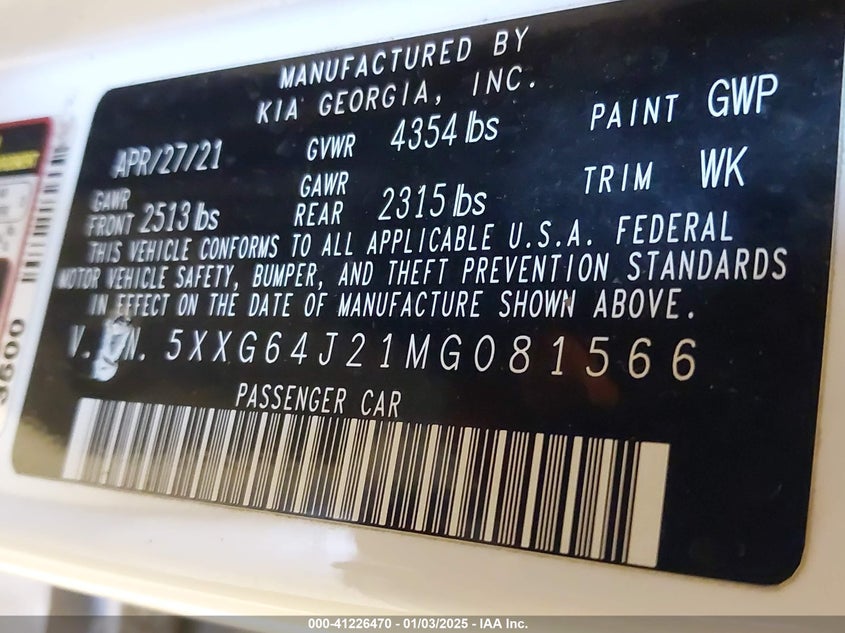 MANUFACTURED BY
KIA GEORGIA, INC.
APR/27/21 GVWR 4354 lbs PAINT GWP
GAWR FRONT 2513 lbs GAWR REAR 2315 lbs TRIM WK
THIS VEHICLE CONFORMS TO ALL APPLICABLE U.S.A. FEDERAL
MOTOR VEHICLE SAFETY, BUMPER, AND THEFT PREVENTION STANDARDS
IN EFFECT ON THE DATE OF MANUFACTURE SHOWN ABOVE.
V.I.N. 5XXG64J21MG081566
PASSENGER CAR
3600
000-41226470 - 01/03/2025 - IAA Inc.